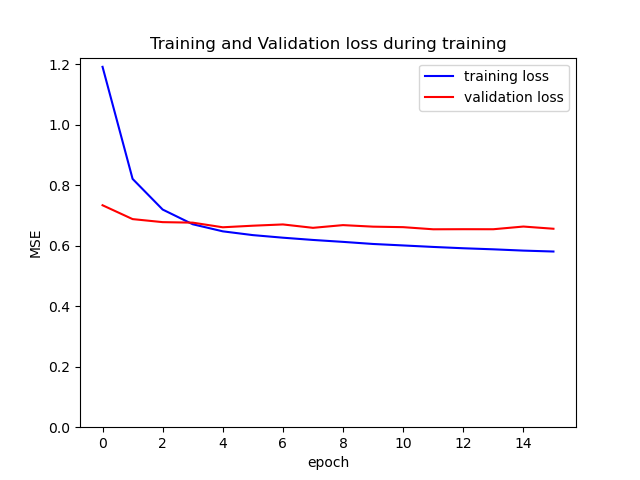 Training and Validation loss during training
training loss
validation loss
MSE
1.2
1.0
0.8
0.6
0.4
0.2
0.0
0 2 4 6 8 10 12 14
epoch